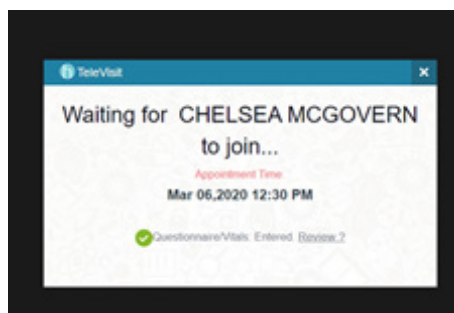 TeleVisit
Waiting for CHELSEA MCGOVERN
to join...
Appointment Time
Mar 06,2020 12:30 PM
Questionnaire/Vitals: Entered. Review ?